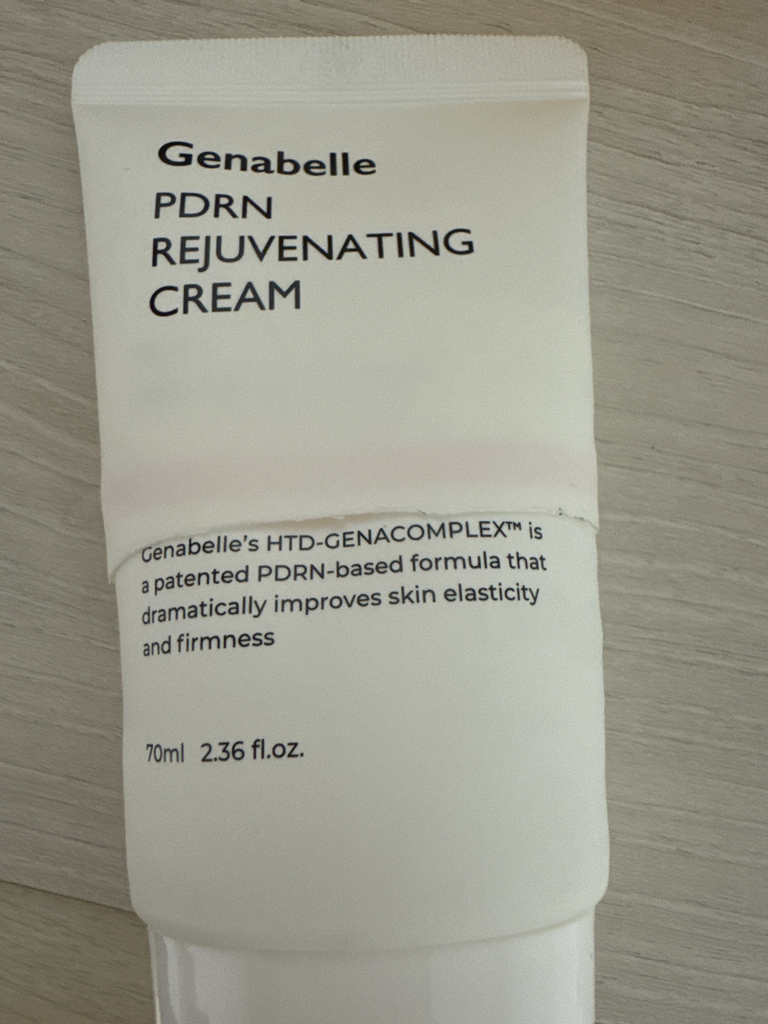 Genabelle
PDRN
REJUVENATING
CREAM
Genabelle's HTD-GENACOMPLEX™ is
a patented PDRN-based formula that
dramatically improves skin elasticity
and firmness
70ml 2.36 fl.oz.